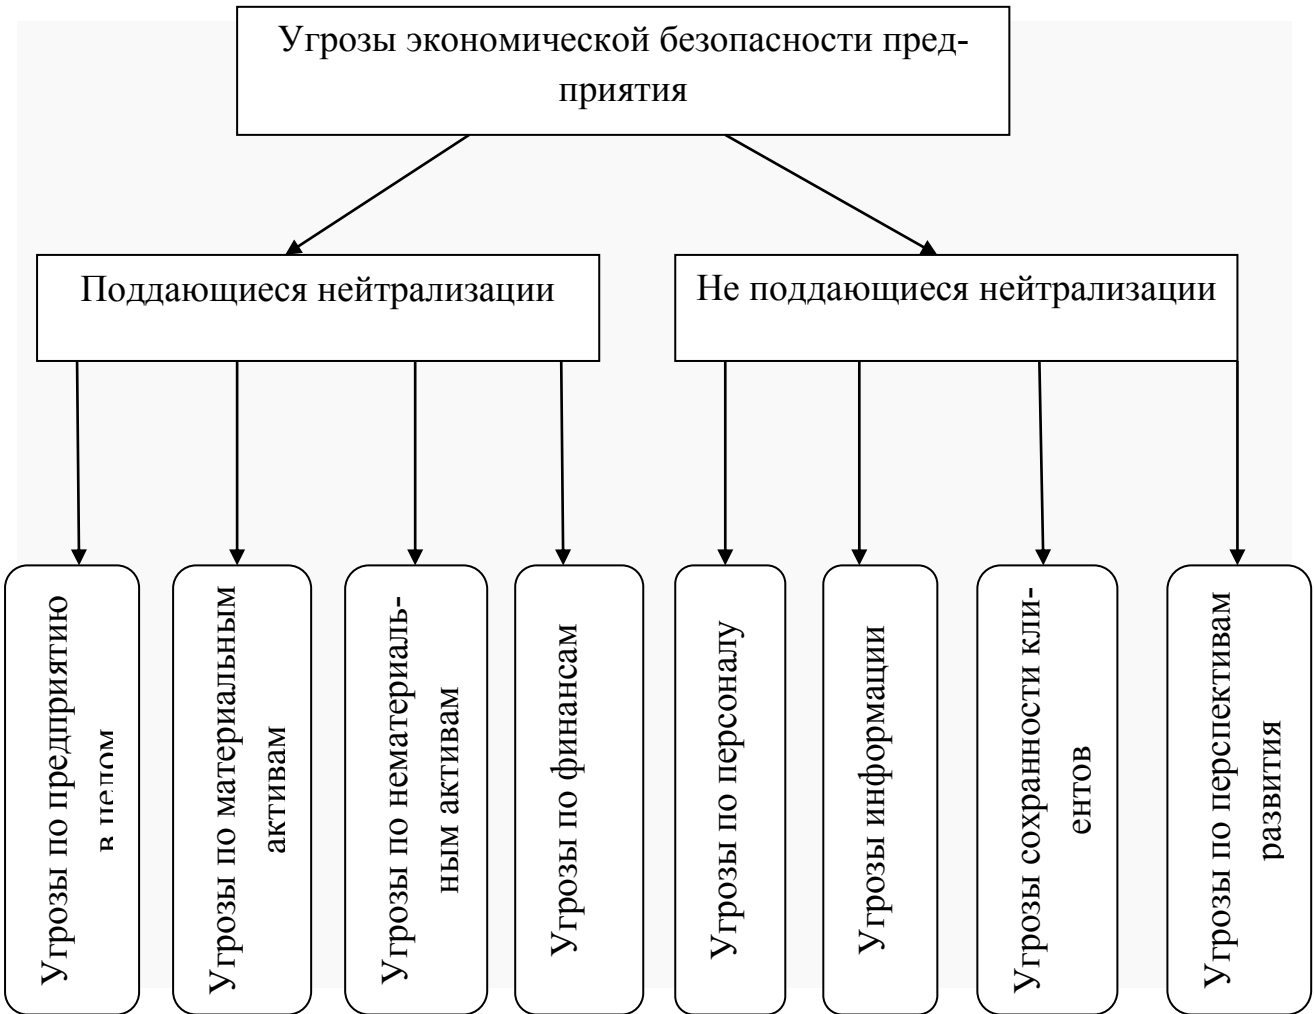 Угрозы экономической безопасности пред-
приятия
Поддающиеся нейтрализации
Не поддающиеся нейтрализации
Угрозы по предприятию
в целом
Угрозы по материальным
активам
Угрозы по нематериаль-
ным активам
Угрозы по финансам
Угрозы по персоналу
Угрозы информации
Угрозы сохранности кли-
ентов
Угрозы по перспективам
развития